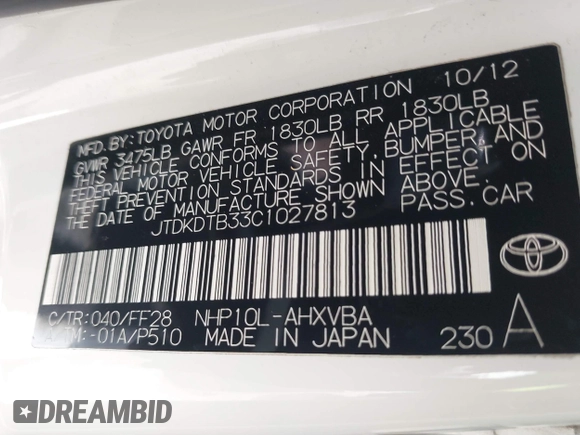 MFD.BY:TOYOTA MOTOR CORPORATION 10/12
GVWR 3475LB GAWR FR 1830LB RR 1830LB
THIS VEHICLE CONFORMS TO ALL APPLICABLE
FEDERAL MOTOR VEHICLE SAFETY, BUMPER, AND
THEFT PREVENTION STANDARDS IN EFFECT ON
THE DATE OF MANUFACTURE SHOWN ABOVE.
JTDKDTB33C1027813 PASS.CAR
C/TR:040/FF28 NHP10L-AHXVBA
A/TM:-01A/P510 MADE IN JAPAN 230 A
DREAMBID